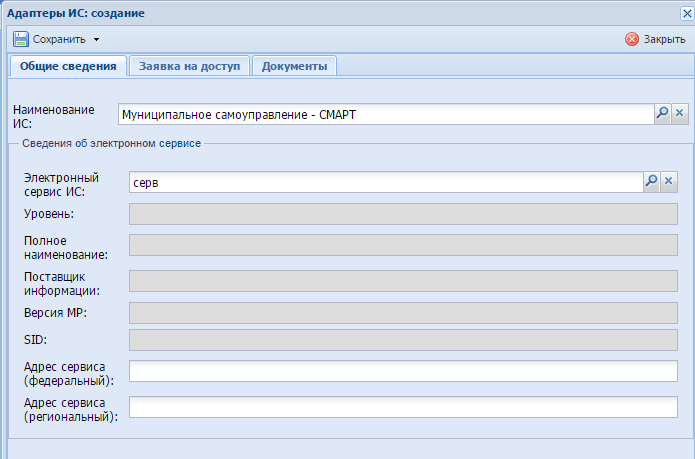 Адаптеры ИС: создание
Сохранить Закрыть
Общие сведения Заявка на доступ Документы
Наименование
ИС:
Муниципальное самоуправление - СМАРТ
Сведения об электронном сервисе
Электронный
сервис ИС:
серв
Уровень:
Полное
наименование:
Поставщик
информации:
Версия МР:
SID:
Адрес сервиса
(федеральный):
Адрес сервиса
(региональный):